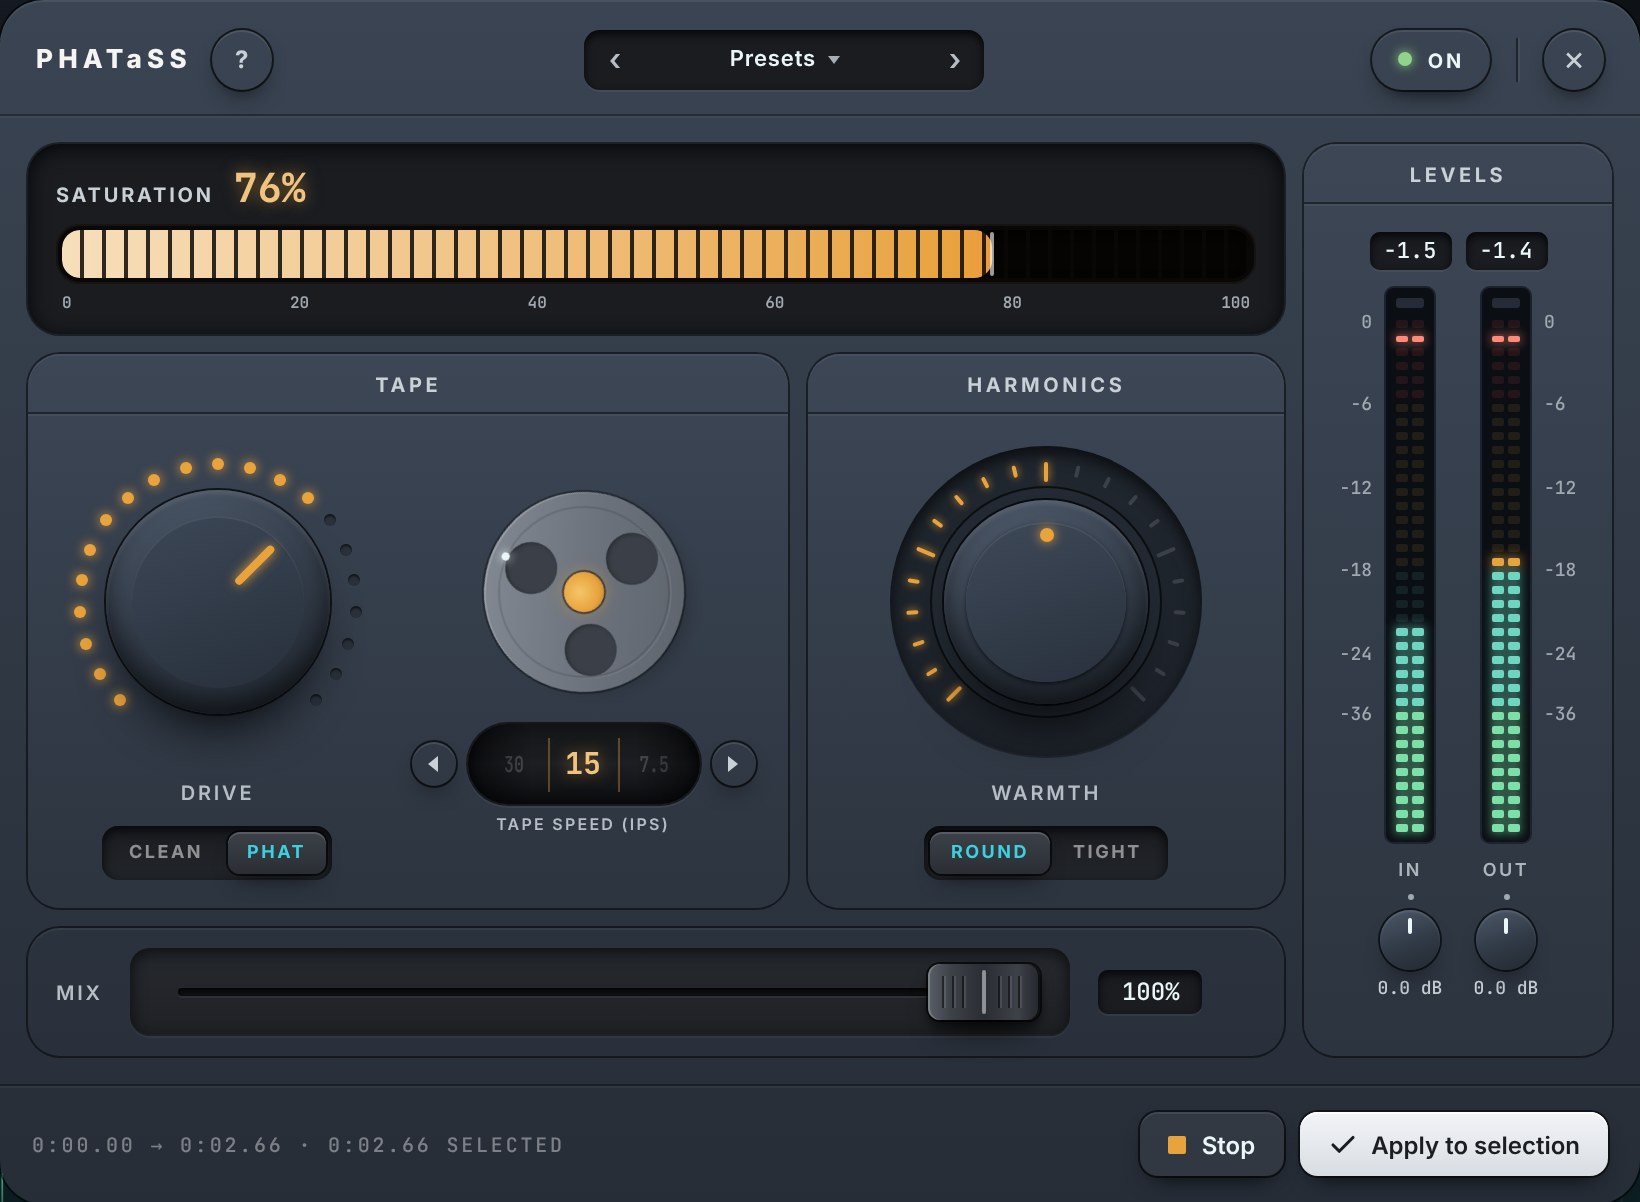 PHATaSS ? ‹ Presets › ON
SATURATION 76%
0 20 40 60 80 100
TAPE
30 15 7.5
TAPE SPEED (IPS)
DRIVE
CLEAN PHAT
HARMONICS
WARMTH
ROUND TIGHT
MIX 100%
LEVELS
-1.5 -1.4
0 0
-6 -6
-12 -12
-18 -18
-24 -24
-36 -36
IN OUT
0.0 dB 0.0 dB
0:00.00 → 0:02.66 · 0:02.66 SELECTED
Stop Apply to selection